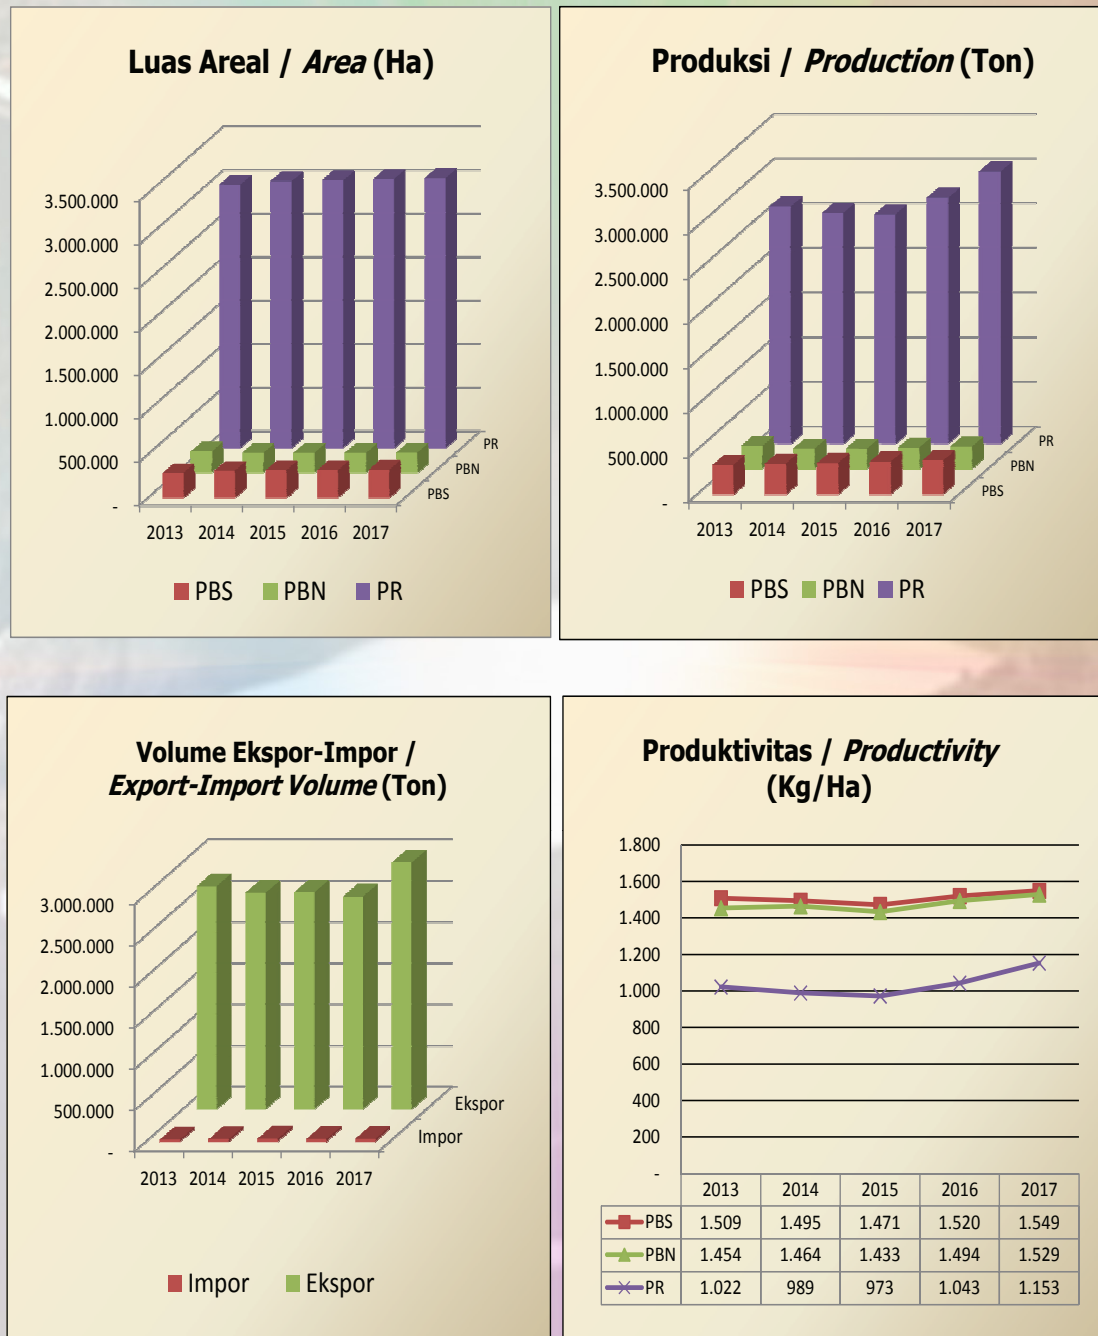 Luas Areal / Area (Ha)
3.500.000
3.000.000
2.500.000
2.000.000
1.500.000
1.000.000
500.000
-
PR
PBN
PBS
2013 2014 2015 2016 2017
PBS PBN PR
Produksi / Production (Ton)
3.500.000
3.000.000
2.500.000
2.000.000
1.500.000
1.000.000
500.000
-
PR
PBN
PBS
2013 2014 2015 2016 2017
PBS PBN PR
Volume Ekspor-Impor /
Export-Import Volume (Ton)
3.000.000
2.500.000
2.000.000
1.500.000
1.000.000
500.000
-
Ekspor
Impor
2013 2014 2015 2016 2017
Impor Ekspor
Produktivitas / Productivity
(Kg/Ha)
1.800
1.600
1.400
1.200
1.000
800
600
400
200
-
2013 2014 2015 2016 2017
PBS 1.509 1.495 1.471 1.520 1.549
PBN 1.454 1.464 1.433 1.494 1.529
PR 1.022 989 973 1.043 1.153